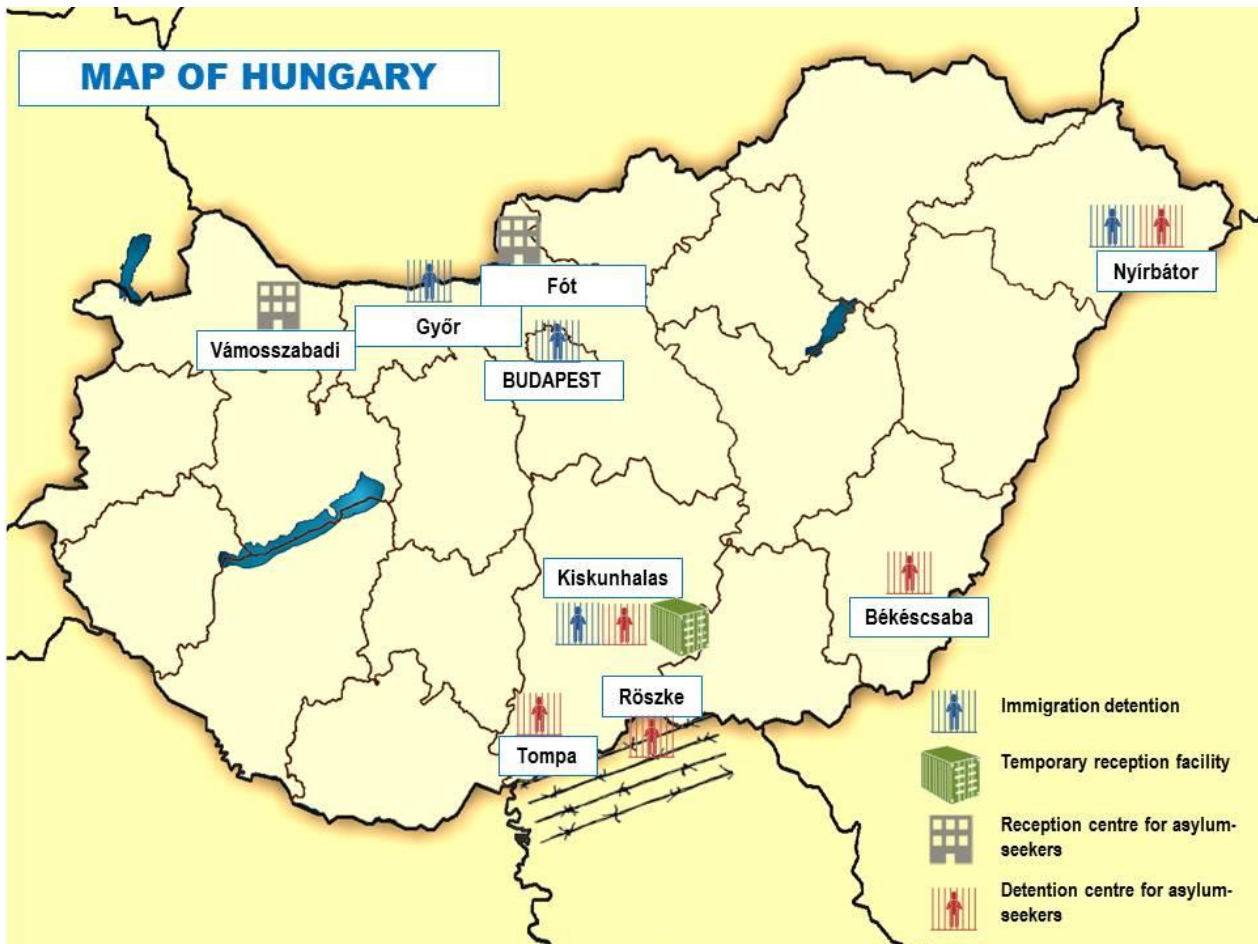 MAP OF HUNGARY
Nyírbátor
Fót
Győr
Vámosszabadi
BUDAPEST
Kiskunhalas
Békéscsaba
Röszke
Tompa
Immigration detention
Temporary reception facility
Reception centre for asylum-
seekers
Detention centre for asylum-
seekers